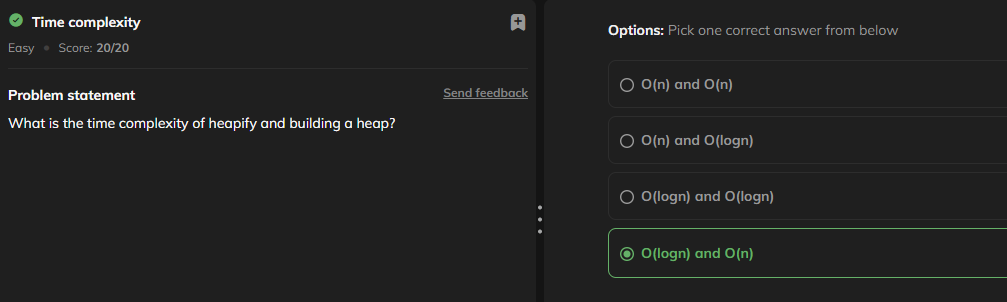 Time complexity
Easy • Score: 20/20
Problem statement
Send feedback
What is the time complexity of heapify and building a heap?
Options: Pick one correct answer from below
O(n) and O(n)
O(n) and O(logn)
O(logn) and O(logn)
O(logn) and O(n)